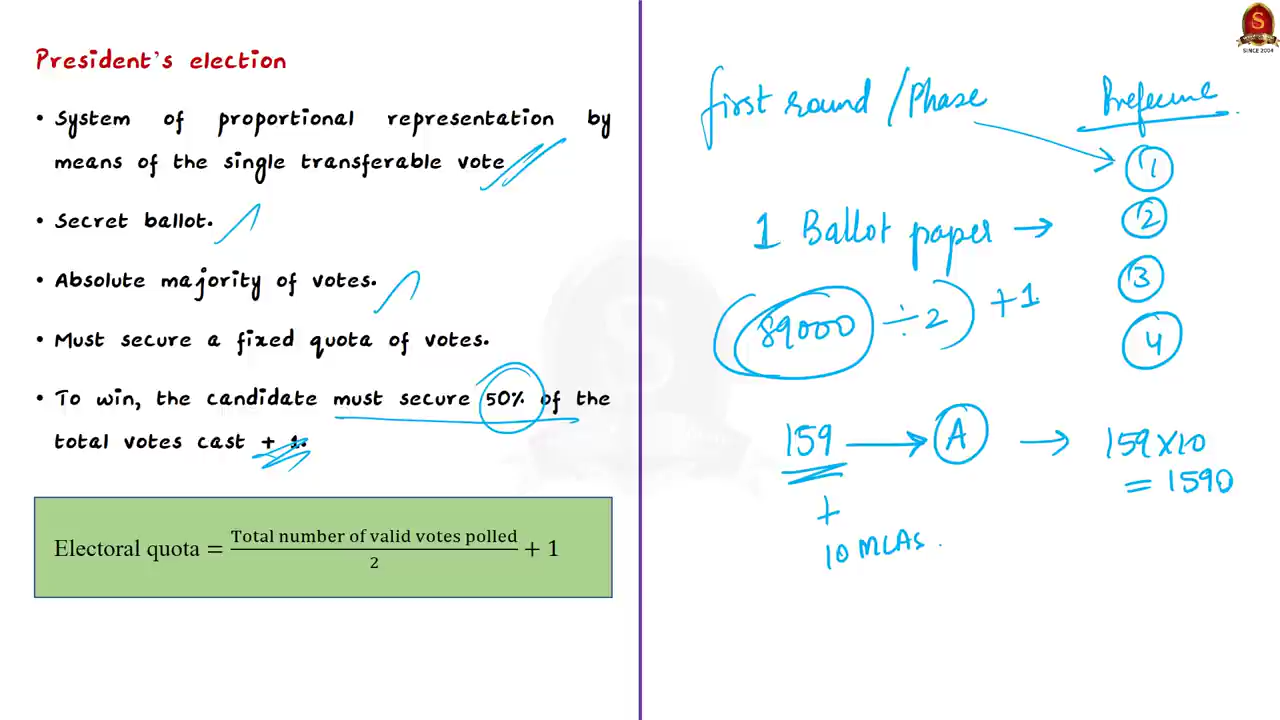 President's election
• System of proportional representation by
means of the single transferable vote
• Secret ballot.
• Absolute majority of votes.
• Must secure a fixed quota of votes.
• To win, the candidate must secure 50% of the
total votes cast + 1.
Electoral quota = Total number of valid votes polled / 2 + 1
S
SINCE 2004
first round / Phase
1
1 Ballot paper →
2
3
4
(89000 ÷ 2) + 1
159 → A → 159 × 10
= 1590
+
10 MLAs.